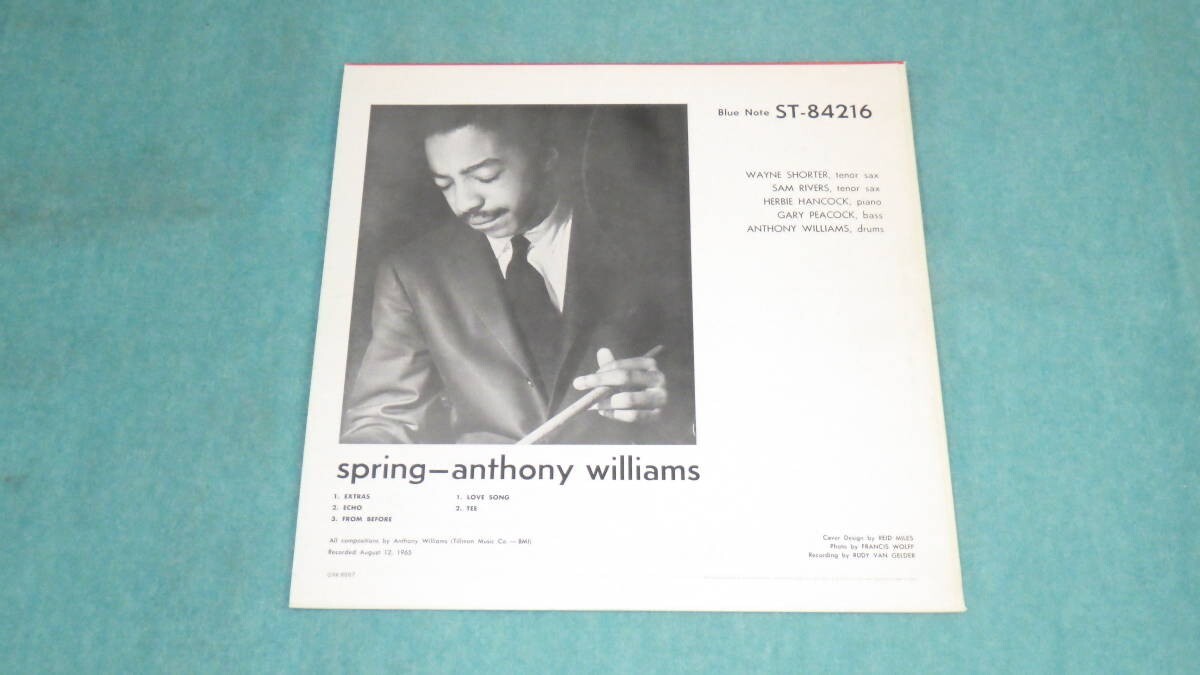 Blue Note ST-84216
WAYNE SHORTER, tenor sax
SAM RIVERS, tenor sax
HERBIE HANCOCK, piano
GARY PEACOCK, bass
ANTHONY WILLIAMS, drums
spring—anthony williams
1. EXTRAS
2. ECHO
3. FROM BEFORE
1. LOVE SONG
2. TEE
All compositions by Anthony Williams (Tillmon Music Co. — BMI)
Recorded August 12, 1965
Cover Design by REID MILES
Photo by FRANCIS WOLFF
Recording by RUDY VAN GELDER